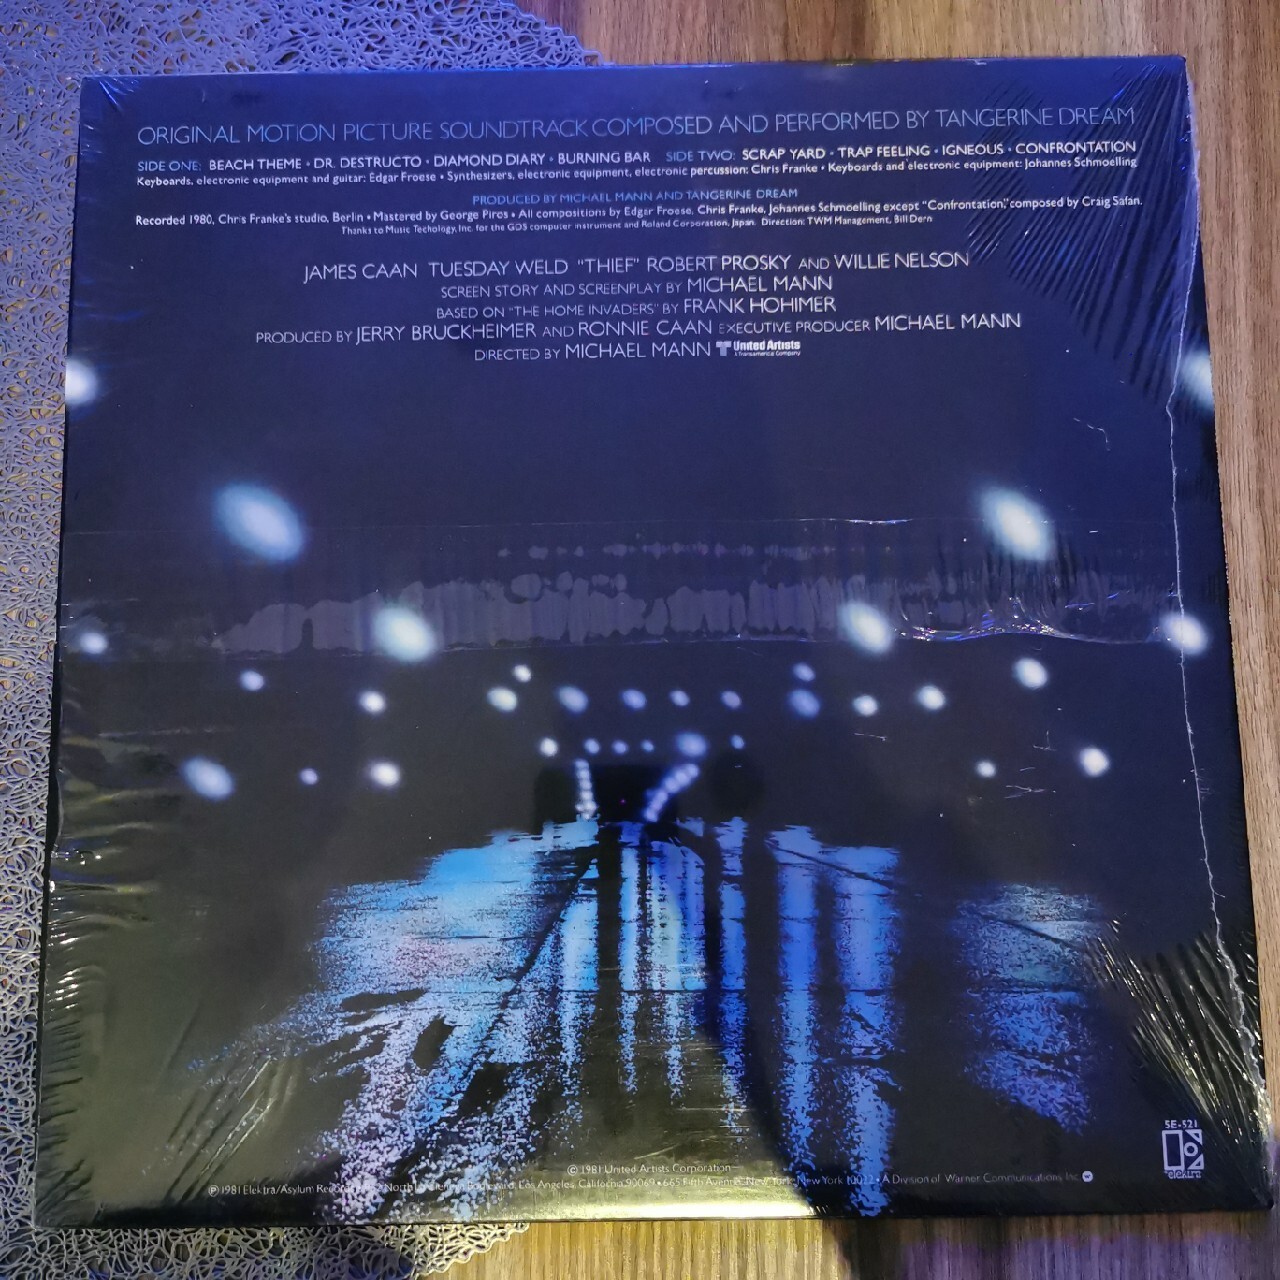 ORIGINAL MOTION PICTURE SOUNDTRACK COMPOSED AND PERFORMED BY TANGERINE DREAM
SIDE ONE: BEACH THEME • DR. DESTRUCTO • DIAMOND DIARY • BURNING BAR SIDE TWO: SCRAP YARD • TRAP FEELING • IGNEOUS • CONFRONTATION
Keyboards, electronic equipment and guitar: Edgar Froese • Synthesizers, electronic equipment, electronic percussion: Chris Franke • Keyboards and electronic equipment: Johannes Schmoelling
PRODUCED BY MICHAEL MANN AND TANGERINE DREAM
Recorded 1980, Chris Franke's studio, Berlin • Mastered by George Piros • All compositions by Edgar Froese, Chris Franke, Johannes Schmoelling except "Confrontation," composed by Craig Safan.
Thanks to Music Techology, Inc. for the GDS computer instrument and Roland Corporation, Japan. Direction: TWM Management, Bill Dern
JAMES CAAN TUESDAY WELD "THIEF" ROBERT PROSKY AND WILLIE NELSON
SCREEN STORY AND SCREENPLAY BY MICHAEL MANN
BASED ON "THE HOME INVADERS" BY FRANK HOHIMER
PRODUCED BY JERRY BRUCKHEIMER AND RONNIE CAAN EXECUTIVE PRODUCER MICHAEL MANN
DIRECTED BY MICHAEL MANN United Artists
A Transamerica Company
5E-521
elektra
© 1981 United Artists Corporation
℗ 1981 Elektra/Asylum Boulevard, Los Angeles, California 90069 • 665 Fifth Avenue, New York, New York 10022 • A Division of Warner Communications Inc.